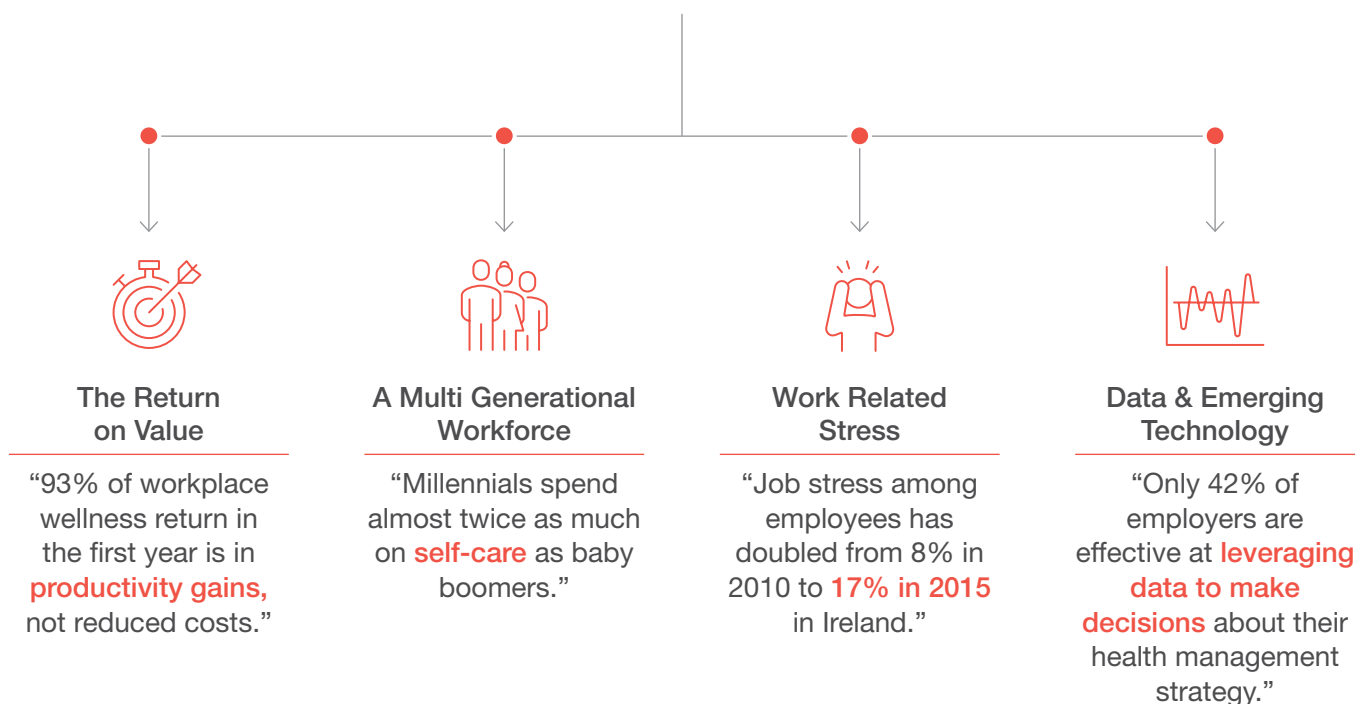 The Return
on Value
“93% of workplace
wellness return in
the first year is in
productivity gains,
not reduced costs.”
A Multi Generational
Workforce
“Millennials spend
almost twice as much
on self-care as baby
boomers.”
Work Related
Stress
“Job stress among
employees has
doubled from 8% in
2010 to 17% in 2015
in Ireland.”
Data & Emerging
Technology
“Only 42% of
employers are
effective at leveraging
data to make
decisions about their
health management
strategy.”